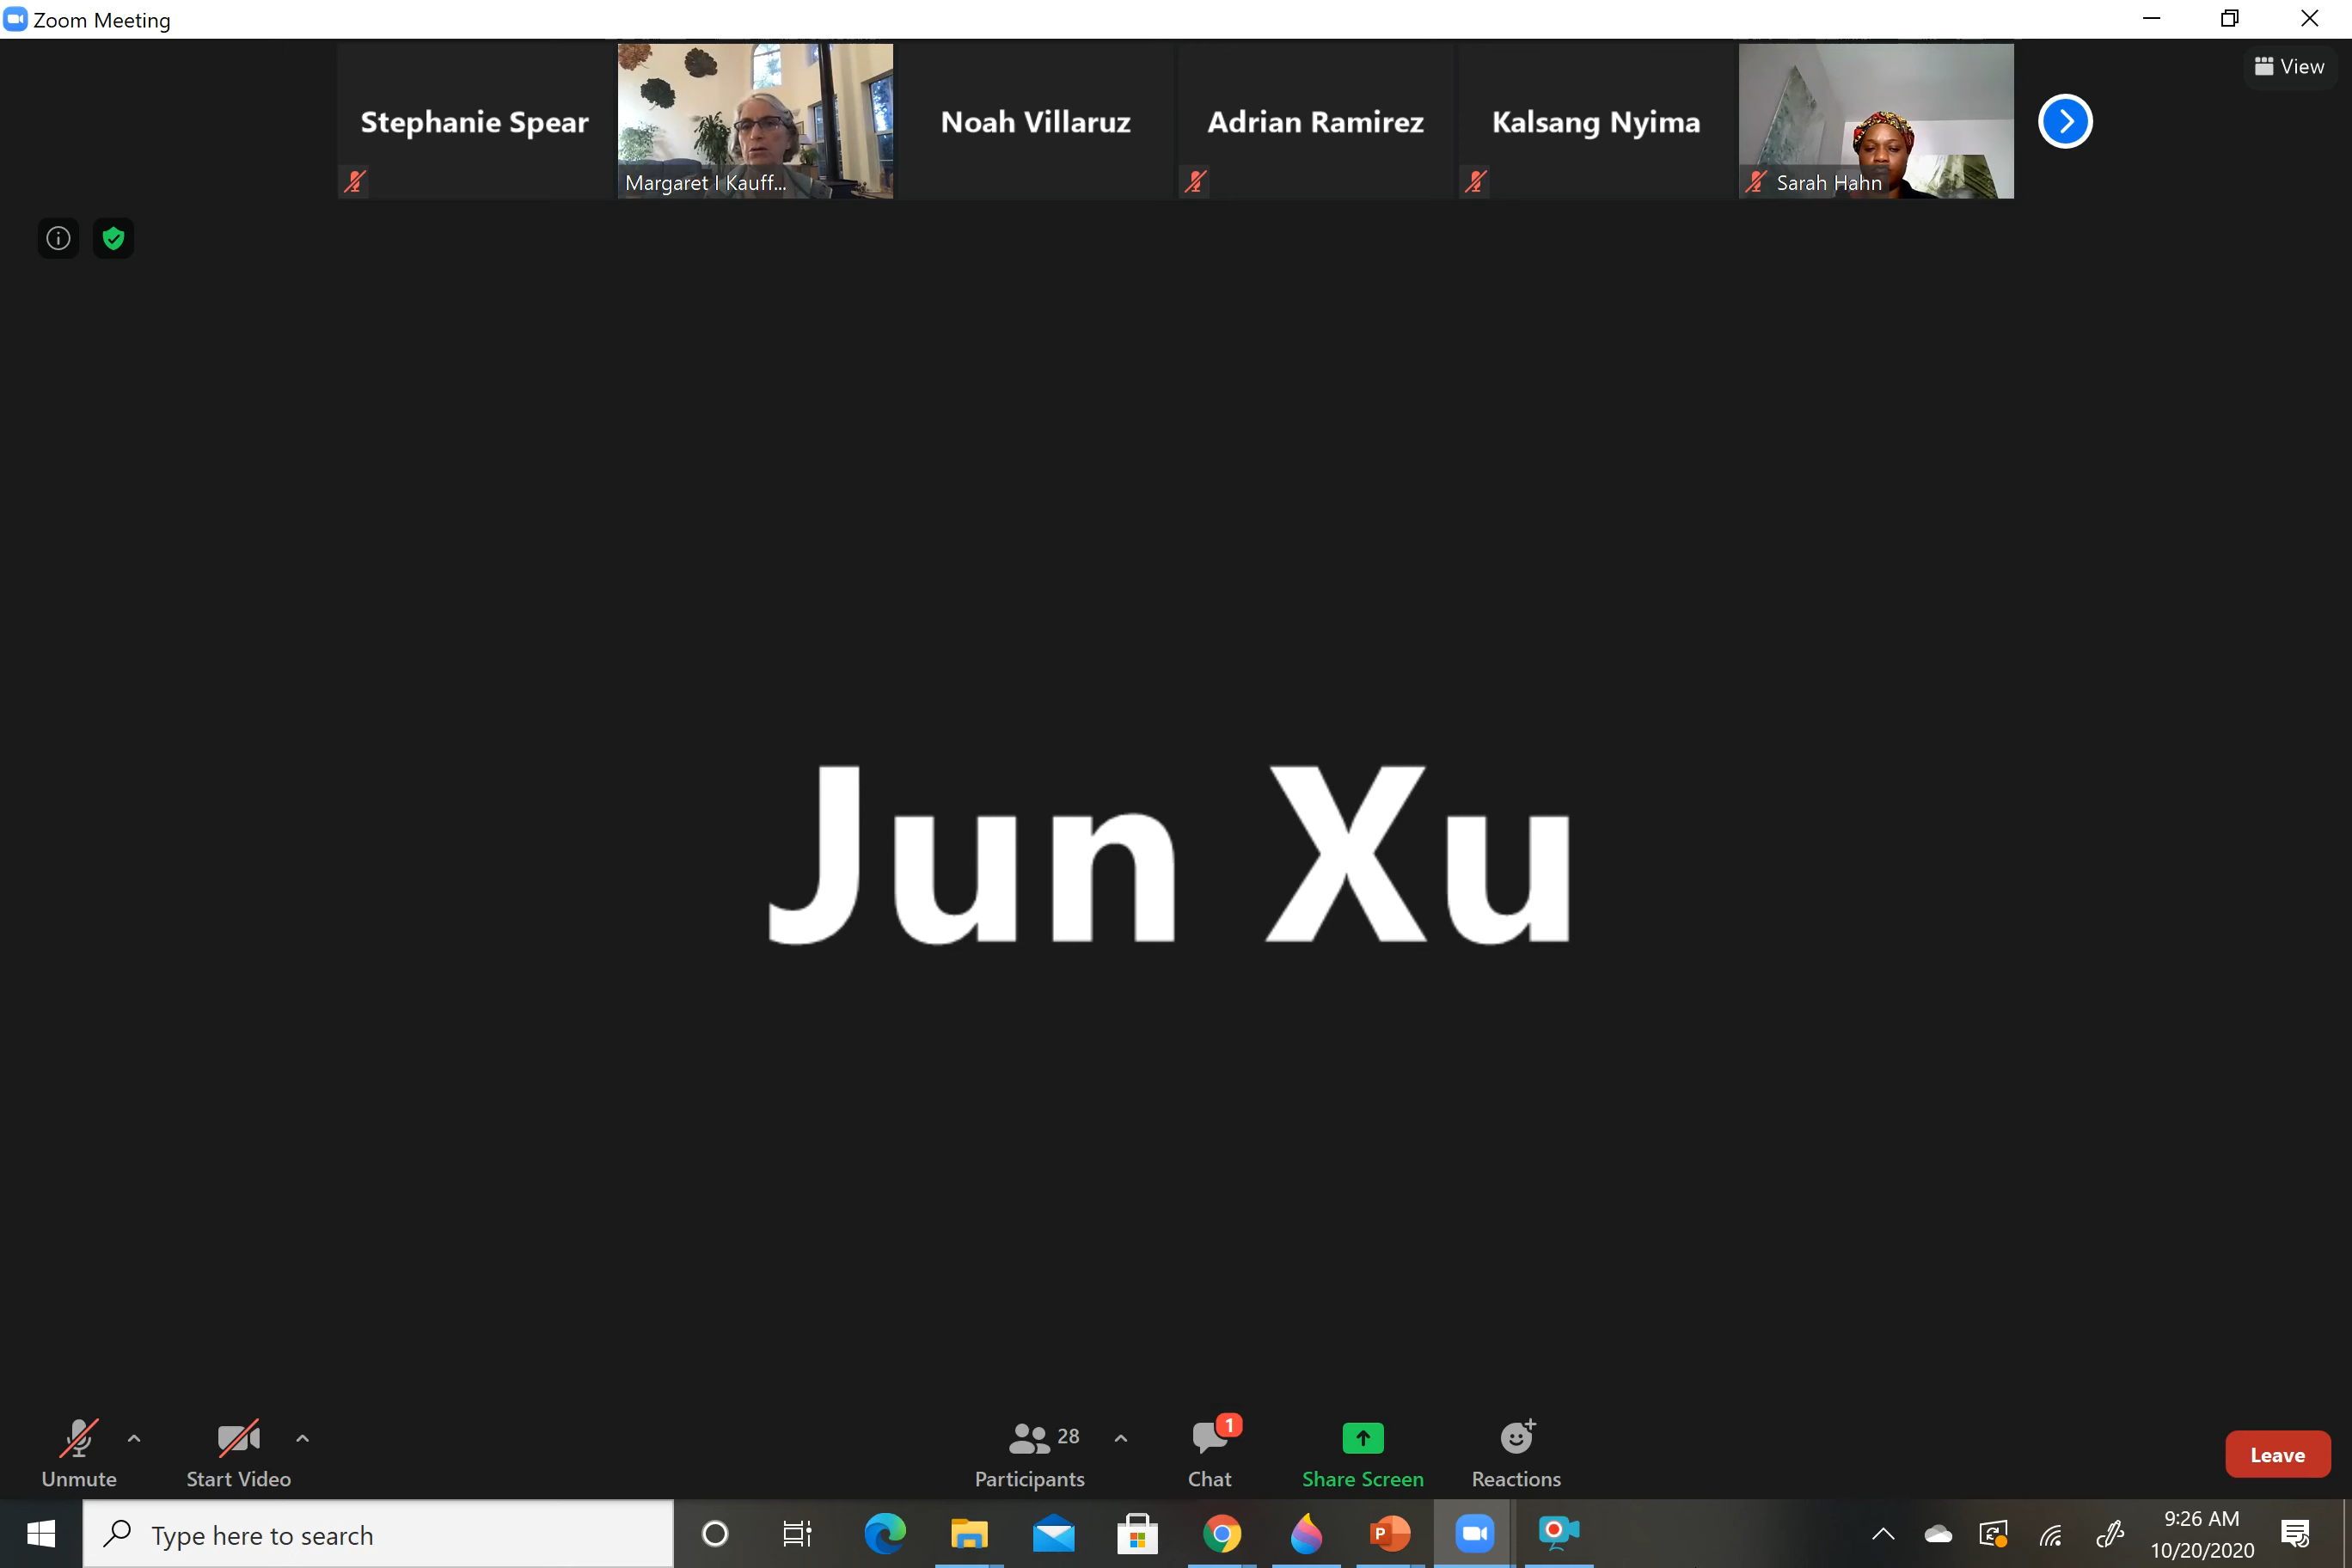 Zoom Meeting
View
Stephanie Spear
Margaret I Kauff...
Noah Villaruz
Adrian Ramirez
Kalsang Nyima
Sarah Hahn
Jun Xu
Unmute
Start Video
28
Participants
1
Chat
Share Screen
Reactions
Leave
Type here to search
P
9:26 AM
10/20/2020